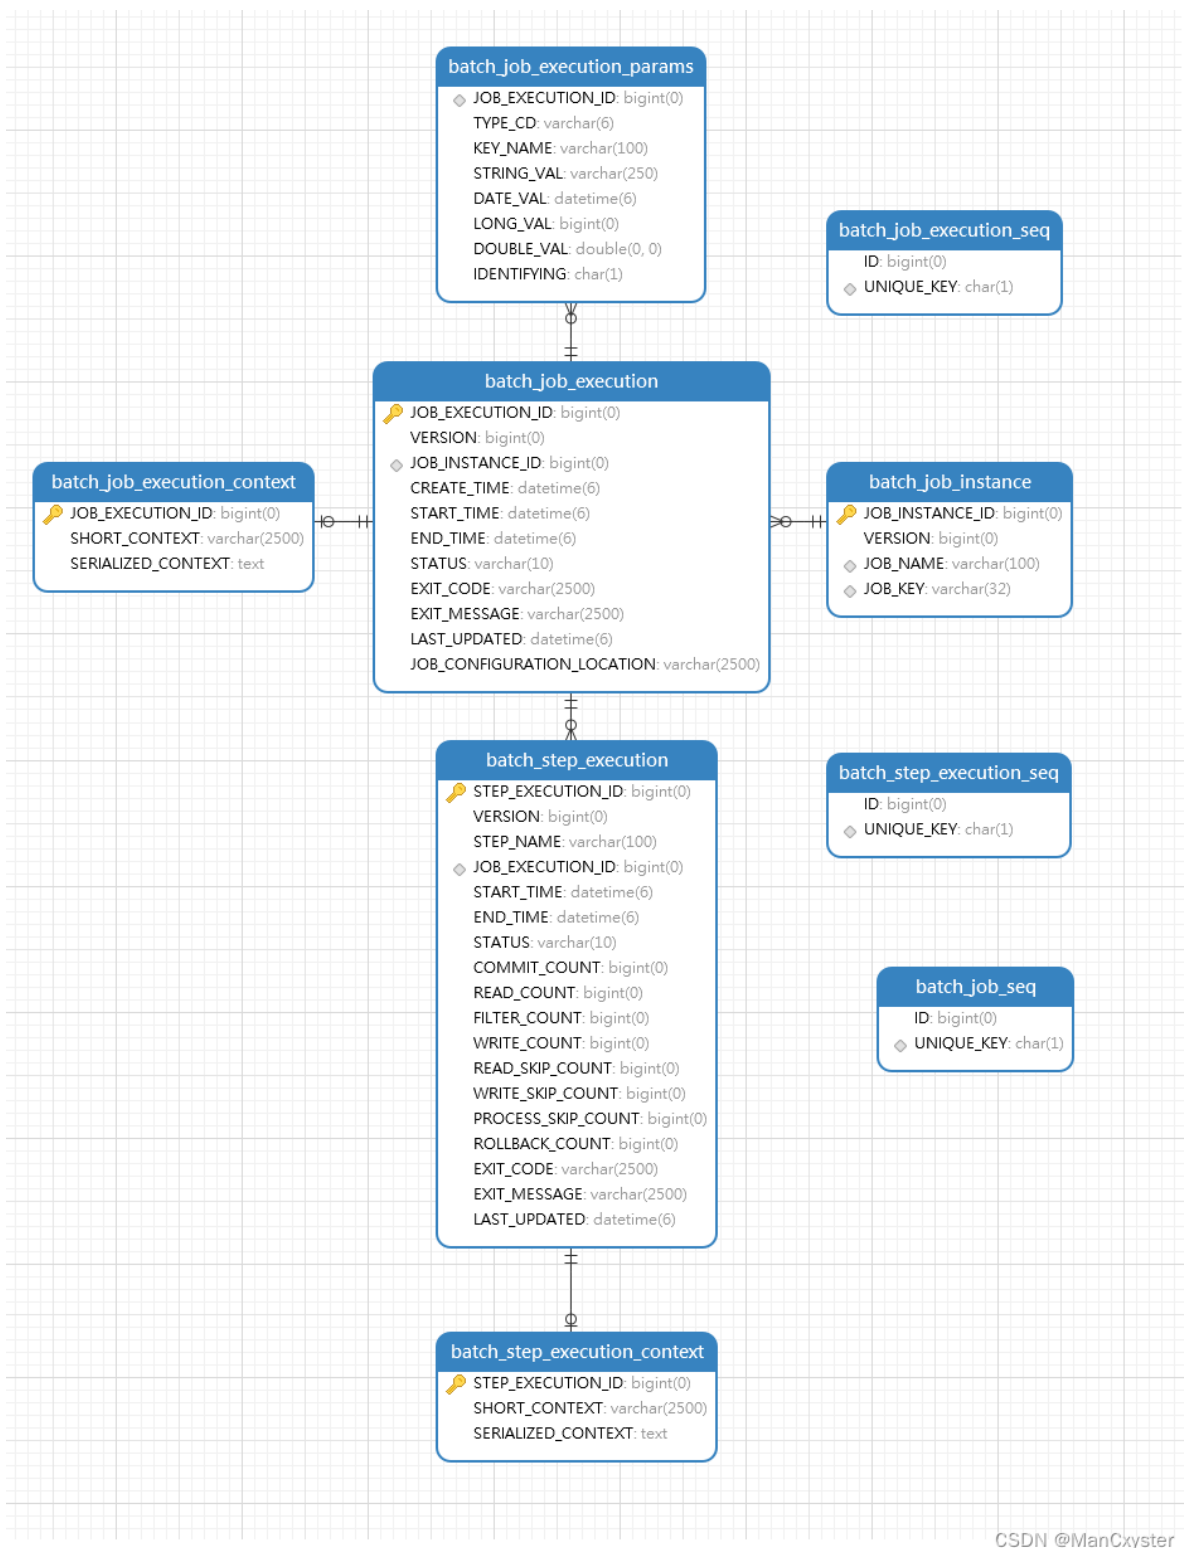 batch_job_execution_params
JOB_EXECUTION_ID: bigint(0)
TYPE_CD: varchar(6)
KEY_NAME: varchar(100)
STRING_VAL: varchar(250)
DATE_VAL: datetime(6)
LONG_VAL: bigint(0)
DOUBLE_VAL: double(0, 0)
IDENTIFYING: char(1)
batch_job_execution_seq
ID: bigint(0)
UNIQUE_KEY: char(1)
batch_job_execution
JOB_EXECUTION_ID: bigint(0)
VERSION: bigint(0)
JOB_INSTANCE_ID: bigint(0)
CREATE_TIME: datetime(6)
START_TIME: datetime(6)
END_TIME: datetime(6)
STATUS: varchar(10)
EXIT_CODE: varchar(2500)
EXIT_MESSAGE: varchar(2500)
LAST_UPDATED: datetime(6)
JOB_CONFIGURATION_LOCATION: varchar(2500)
batch_job_execution_context
JOB_EXECUTION_ID: bigint(0)
SHORT_CONTEXT: varchar(2500)
SERIALIZED_CONTEXT: text
batch_job_instance
JOB_INSTANCE_ID: bigint(0)
VERSION: bigint(0)
JOB_NAME: varchar(100)
JOB_KEY: varchar(32)
batch_step_execution
STEP_EXECUTION_ID: bigint(0)
VERSION: bigint(0)
STEP_NAME: varchar(100)
JOB_EXECUTION_ID: bigint(0)
START_TIME: datetime(6)
END_TIME: datetime(6)
STATUS: varchar(10)
COMMIT_COUNT: bigint(0)
READ_COUNT: bigint(0)
FILTER_COUNT: bigint(0)
WRITE_COUNT: bigint(0)
READ_SKIP_COUNT: bigint(0)
WRITE_SKIP_COUNT: bigint(0)
PROCESS_SKIP_COUNT: bigint(0)
ROLLBACK_COUNT: bigint(0)
EXIT_CODE: varchar(2500)
EXIT_MESSAGE: varchar(2500)
LAST_UPDATED: datetime(6)
batch_step_execution_seq
ID: bigint(0)
UNIQUE_KEY: char(1)
batch_job_seq
ID: bigint(0)
UNIQUE_KEY: char(1)
batch_step_execution_context
STEP_EXECUTION_ID: bigint(0)
SHORT_CONTEXT: varchar(2500)
SERIALIZED_CONTEXT: text
CSDN @ManCxyster